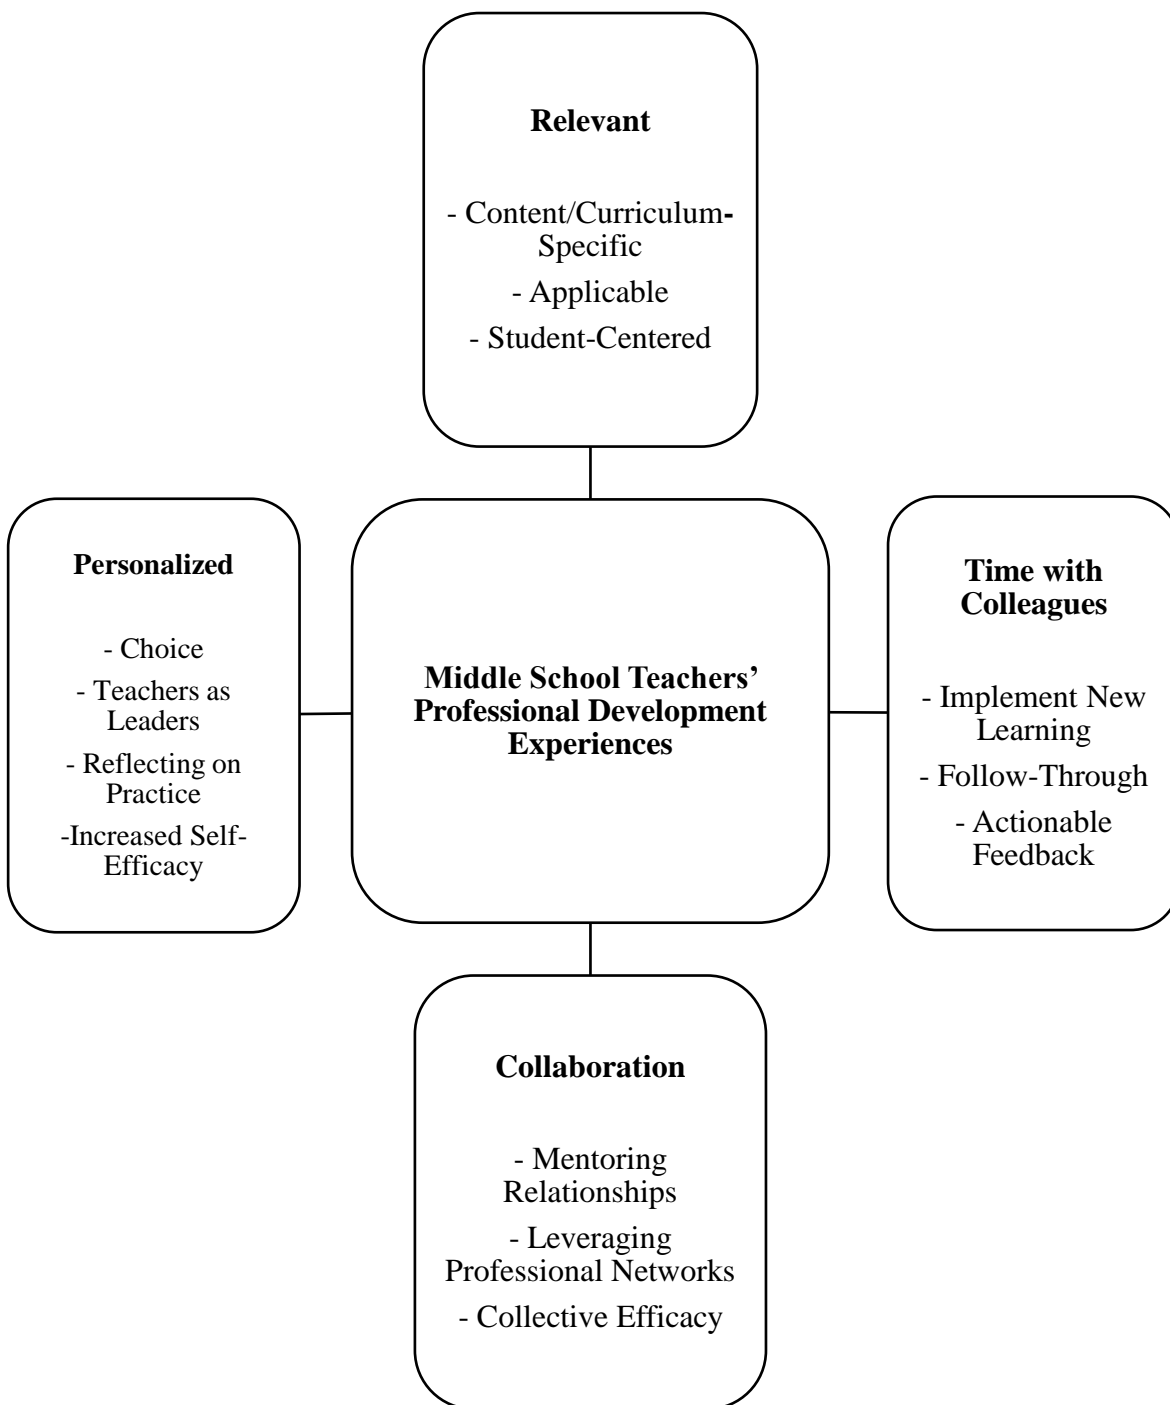 Relevant
- Content/Curriculum-
Specific
- Applicable
- Student-Centered
Personalized
- Choice
- Teachers as
Leaders
- Reflecting on
Practice
-Increased Self-
Efficacy
Middle School Teachers’
Professional Development
Experiences
Time with
Colleagues
- Implement New
Learning
- Follow-Through
- Actionable
Feedback
Collaboration
- Mentoring
Relationships
- Leveraging
Professional Networks
- Collective Efficacy